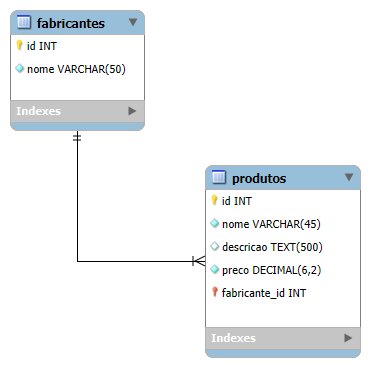 fabricantes
id INT
nome VARCHAR(50)
Indexes
produtos
id INT
nome VARCHAR(45)
descricao TEXT(500)
preco DECIMAL(6,2)
fabricante_id INT
Indexes